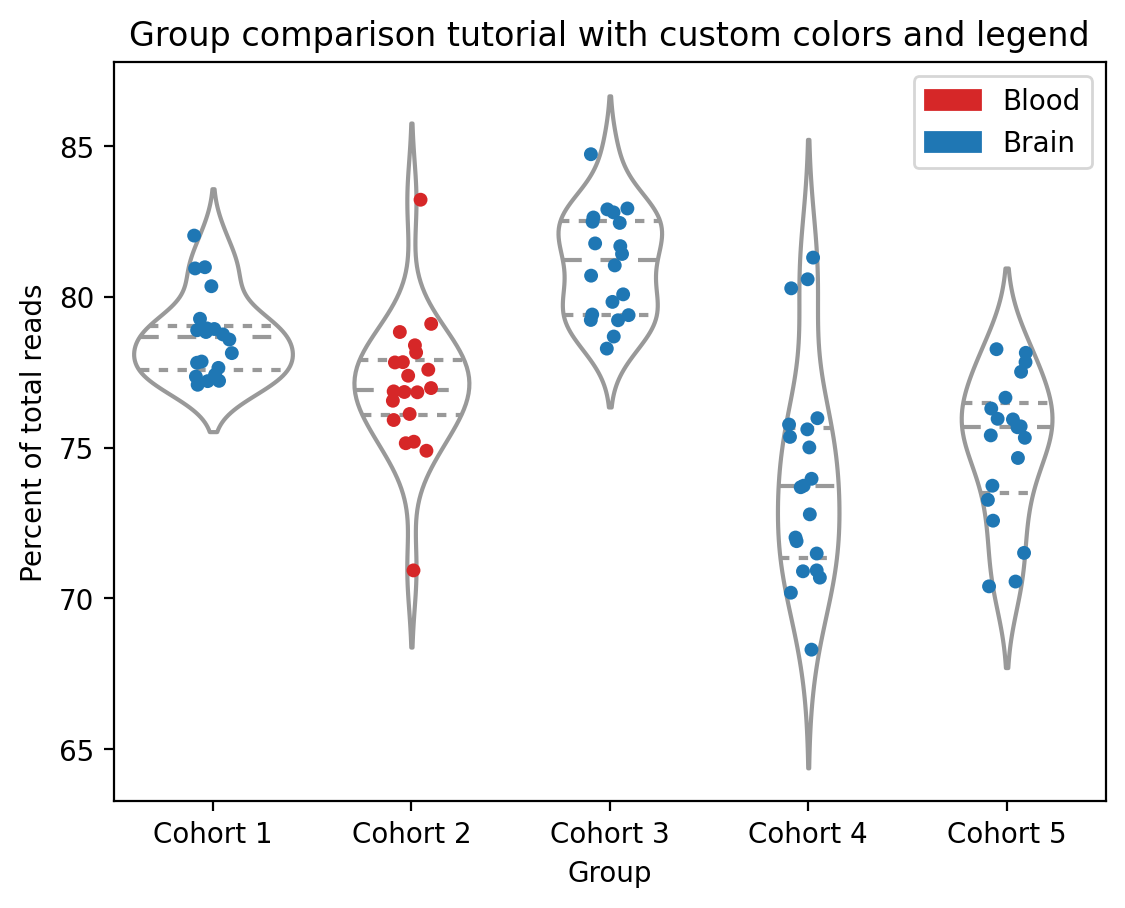 Group comparison tutorial with custom colors and legend
Blood
Brain
85
80
75
70
65
Percent of total reads
Cohort 1
Cohort 2
Cohort 3
Cohort 4
Cohort 5
Group